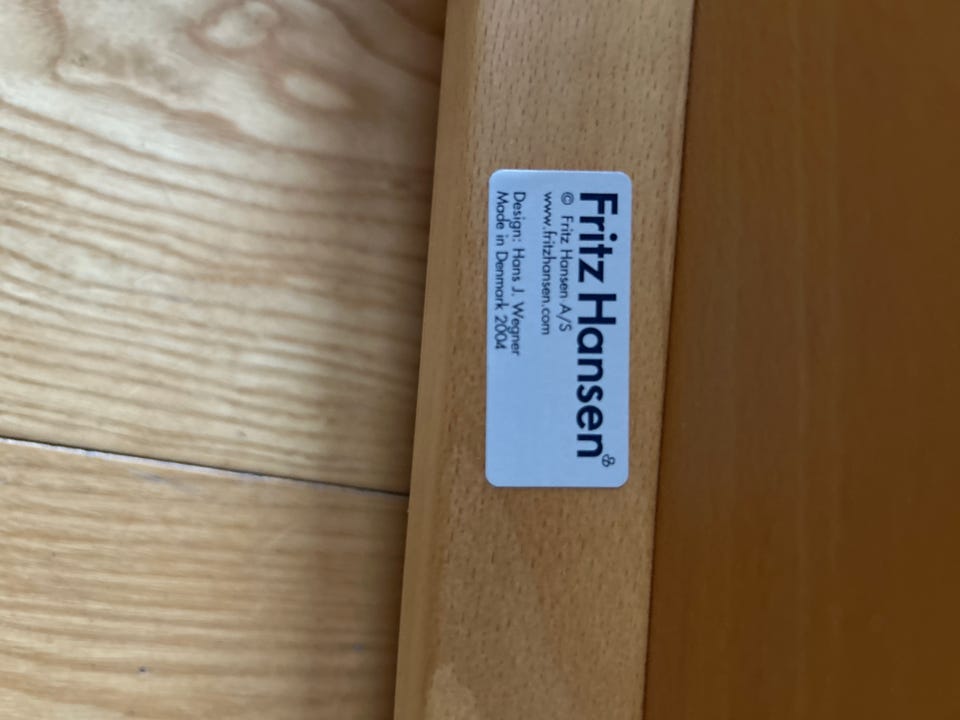 Fritz Hansen
© Fritz Hansen A/S
www.fritzhansen.com
Design: Hans J. Wegner
Made in Denmark 2004